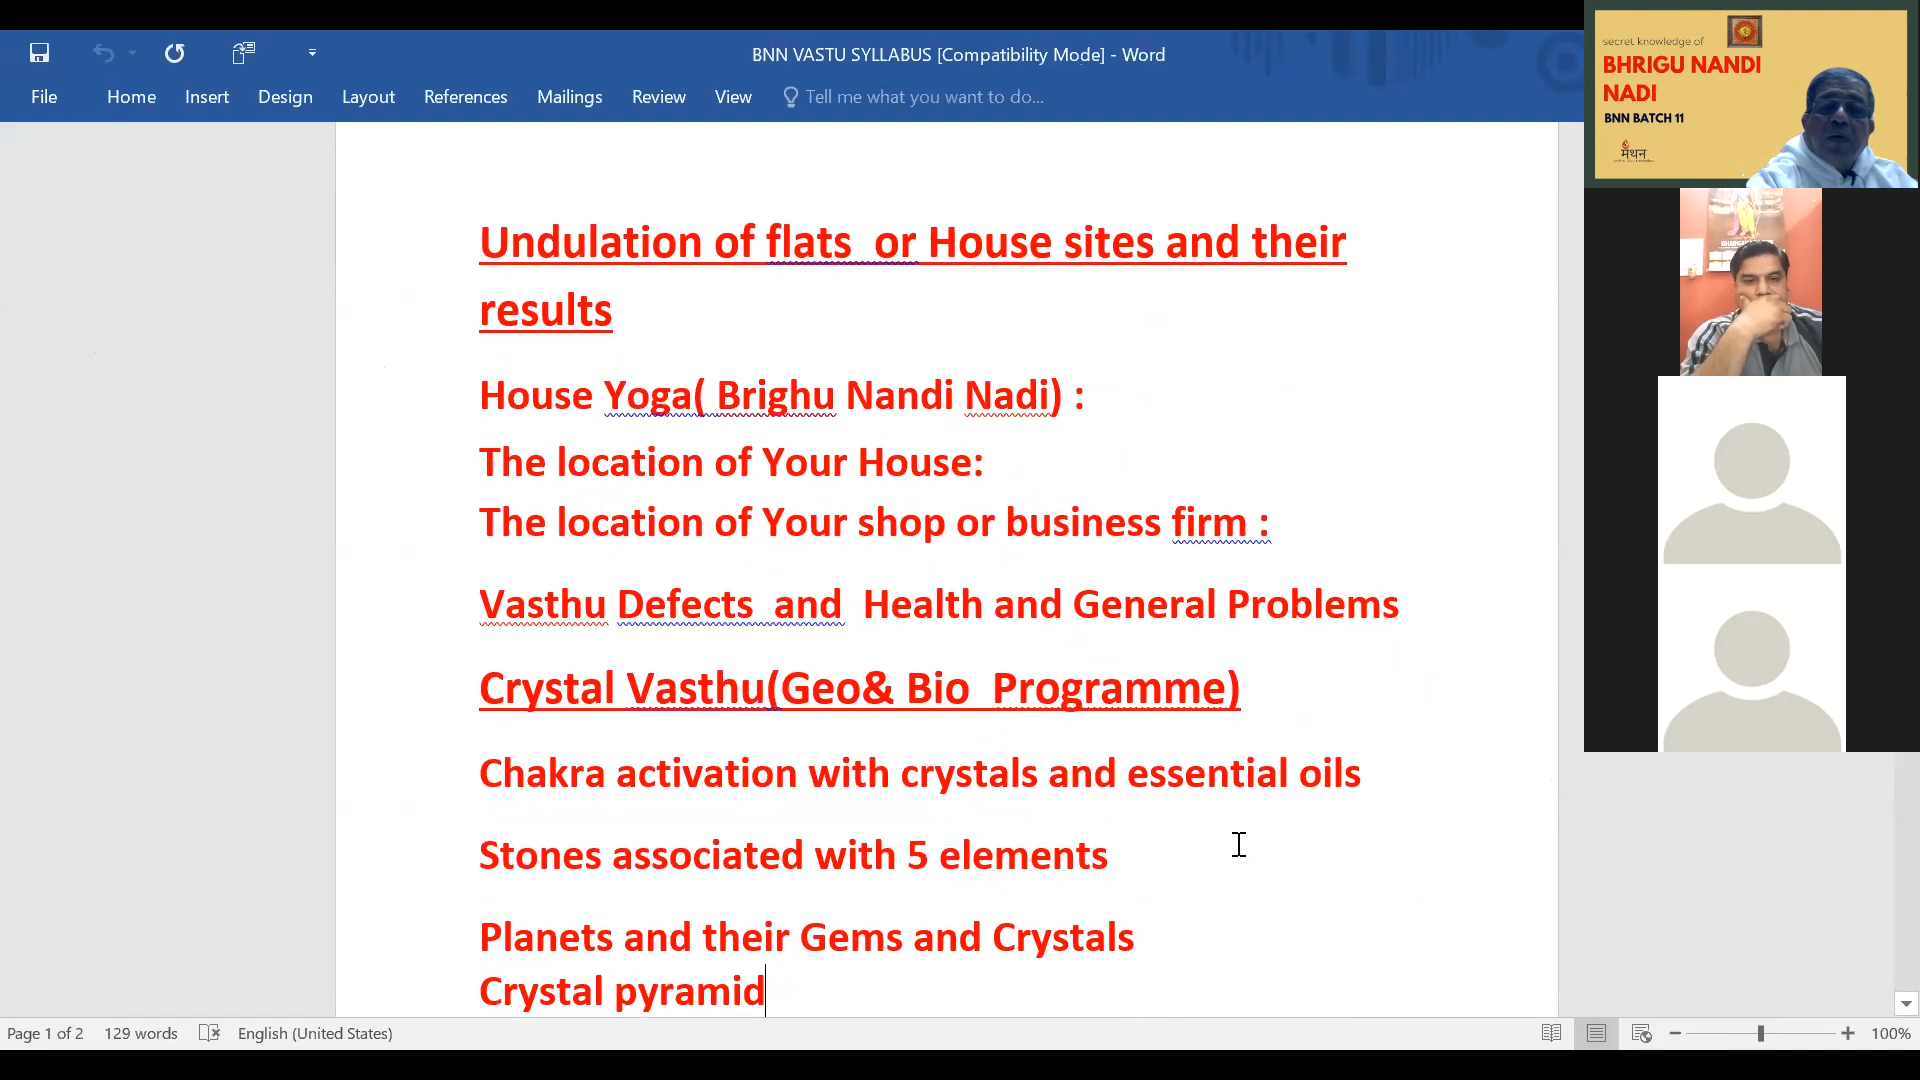 BNN VASTU SYLLABUS [Compatibility Mode] - Word
File Home Insert Design Layout References Mailings Review View Tell me what you want to do...
Undulation of flats or House sites and their
results
House Yoga( Brighu Nandi Nadi) :
The location of Your House:
The location of Your shop or business firm :
Vasthu Defects and Health and General Problems
Crystal Vasthu(Geo& Bio Programme)
Chakra activation with crystals and essential oils
Stones associated with 5 elements
Planets and their Gems and Crystals
Crystal pyramid
Page 1 of 2 129 words English (United States) 100%
secret knowledge of
BHRIGU NANDI
NADI
BNN BATCH 11
मंथन